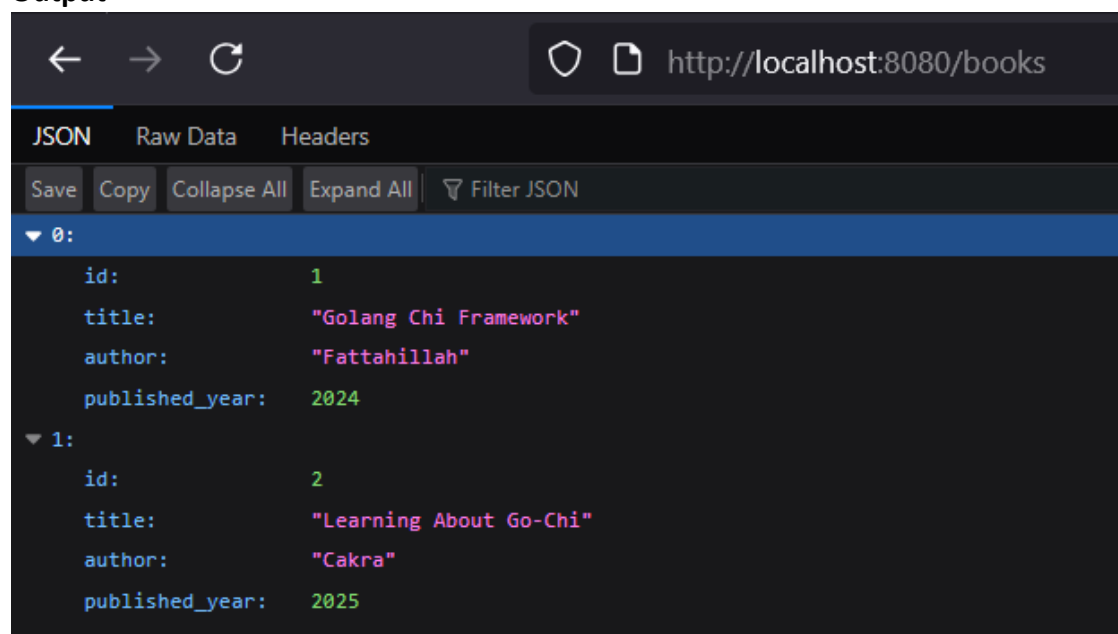 http://localhost:8080/books
JSON Raw Data Headers
Save Copy Collapse All Expand All Filter JSON
0:
id: 1
title: "Golang Chi Framework"
author: "Fattahillah"
published_year: 2024
1:
id: 2
title: "Learning About Go-Chi"
author: "Cakra"
published_year: 2025